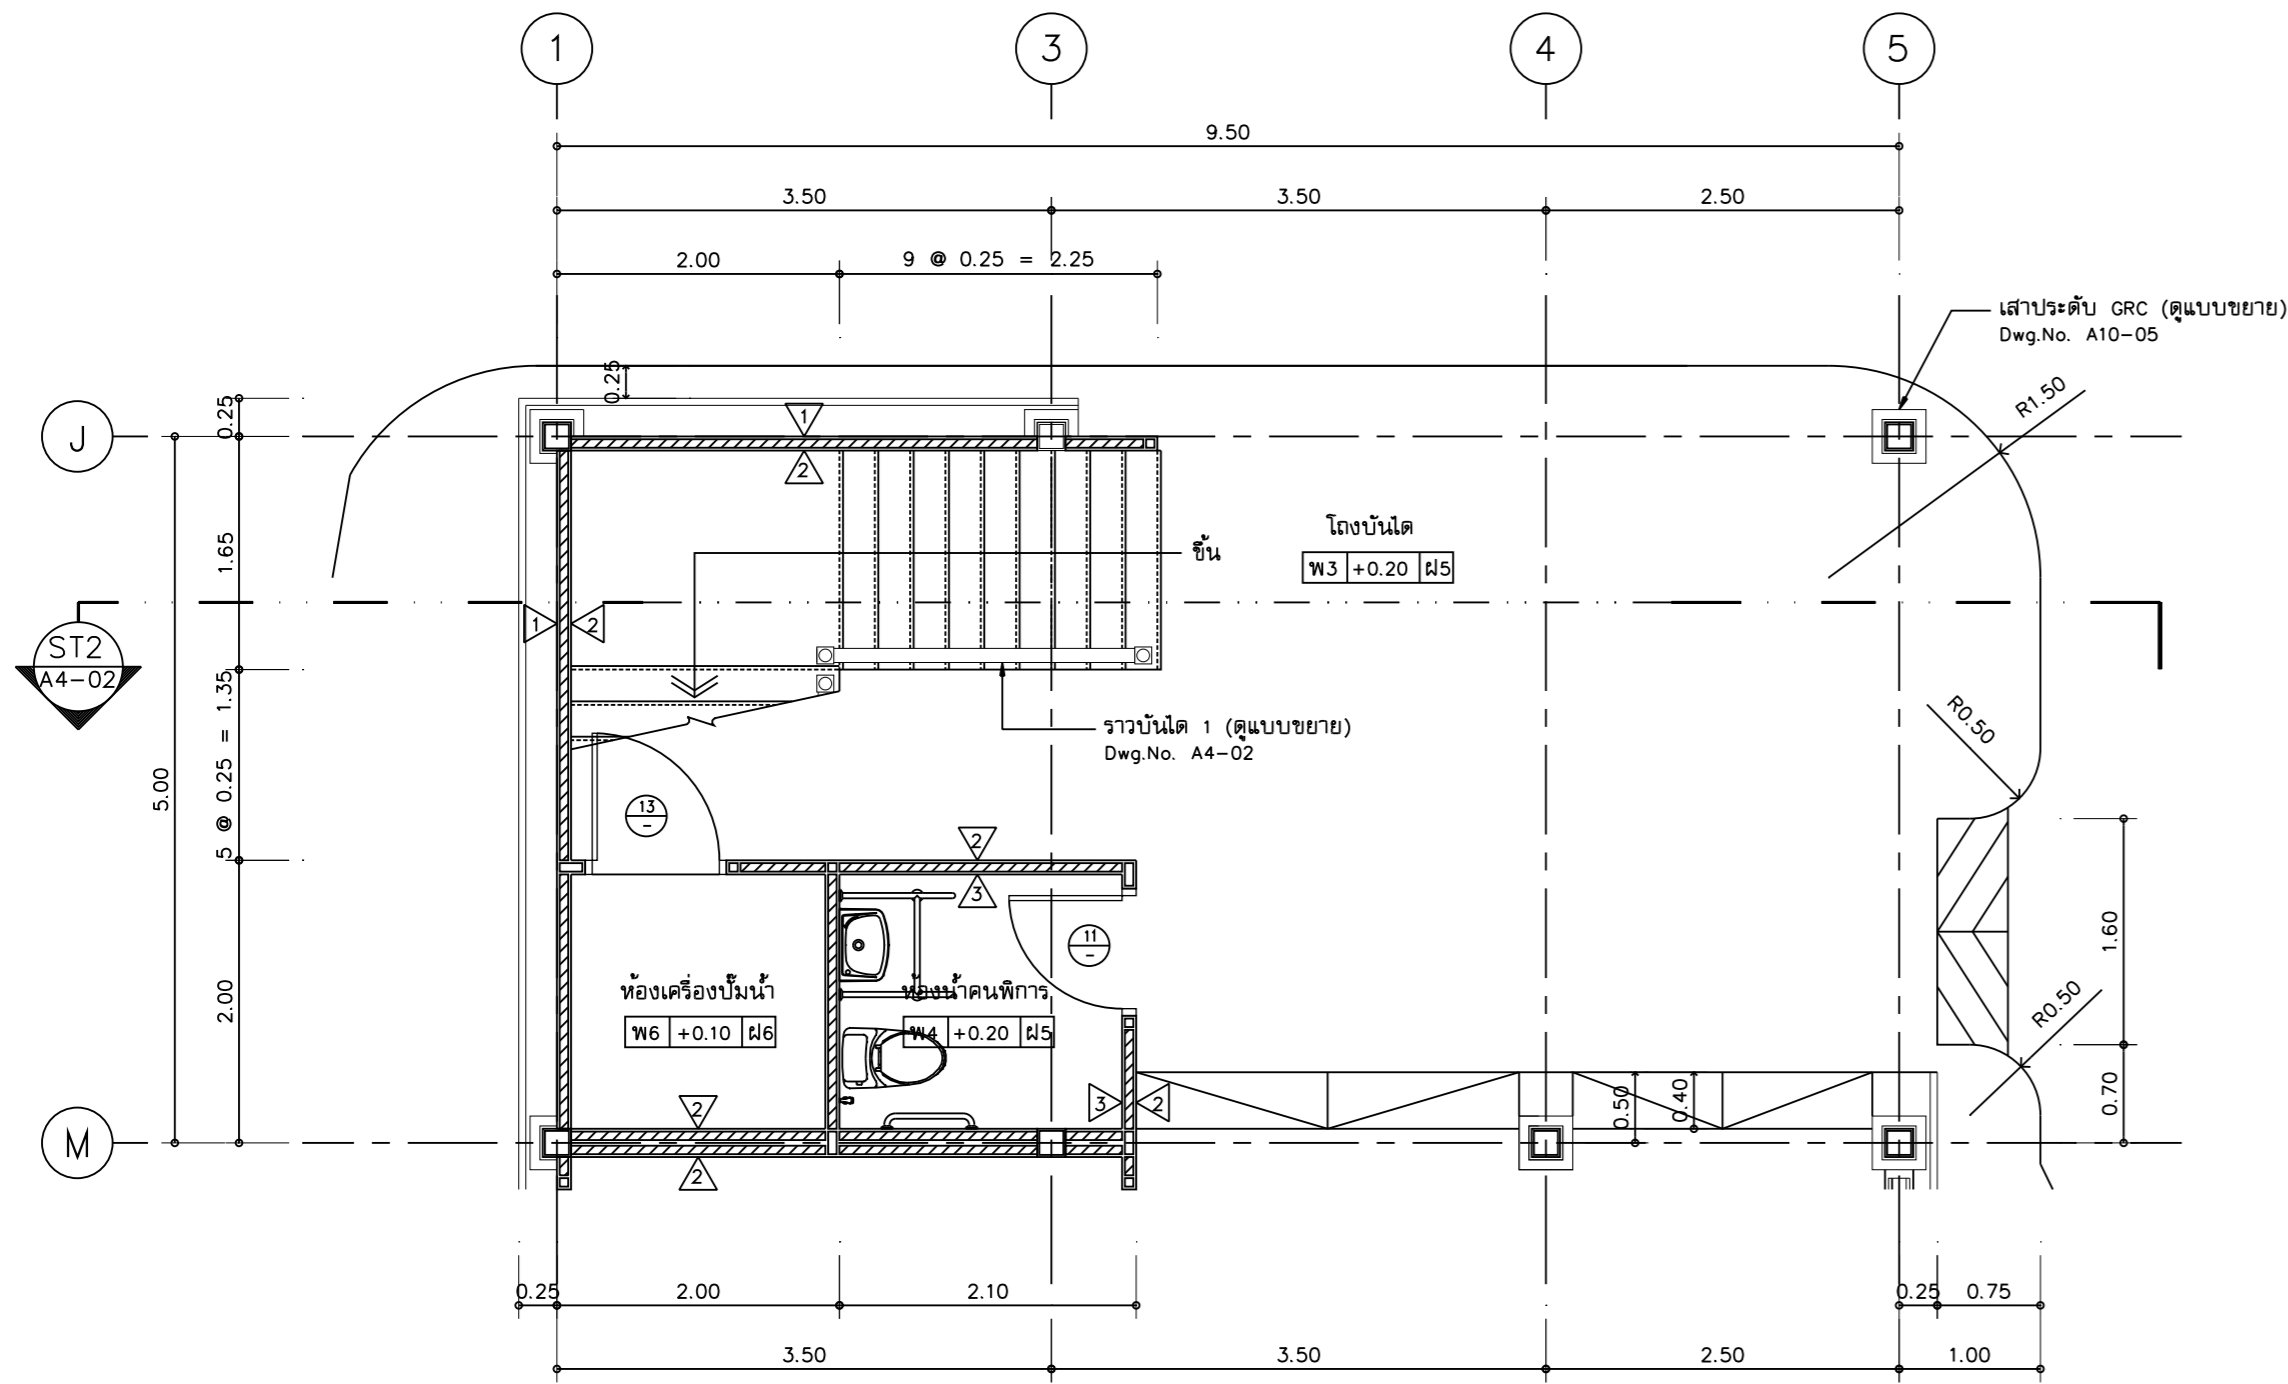 1
3
4
5
9.50
3.50
3.50
2.50
2.00
9 @ 0.25 = 2.25
เสาประดับ GRC (ดูแบบขยาย)
Dwg.No. A10-05
0.25
R1.50
J
0.25
1
2
1.65
โถงบันได
ขึ้น
พ3 +0.20 ฝ5
1
2
ST2
A4-02
ราวบันได 1 (ดูแบบขยาย)
Dwg.No. A4-02
R0.50
5.00
5 @ 0.25 = 1.35
13
-
2
3
11
-
1.60
2.00
ห้องเครื่องปั๊มน้ำ
ห้องน้ำคนพิการ
พ6 +0.10 ฝ6
พ4 +0.20 ฝ5
R0.50
2
3
2
0.50
0.40
0.70
M
2
0.25
2.00
2.10
0.25
0.75
3.50
3.50
2.50
1.00